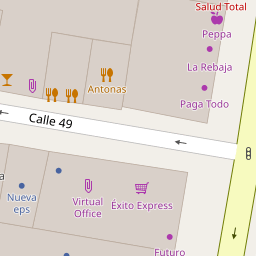 Salud Total
Peppa
La Rebaja
Antonas
Paga Todo
Calle 49
a
Nueva
eps
Virtual
Office
Éxito Express
Futuro